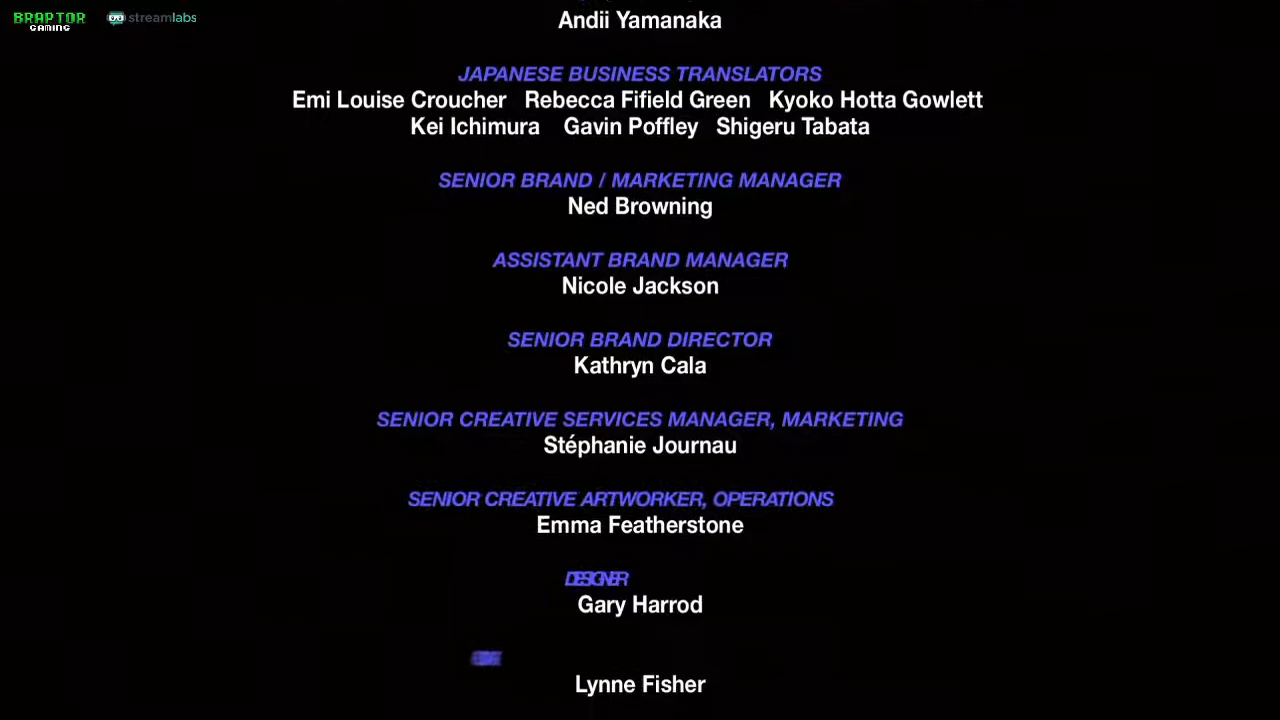 BRAPTOR
GAMING
streamlabs
Andii Yamanaka
JAPANESE BUSINESS TRANSLATORS
Emi Louise Croucher Rebecca Fifield Green Kyoko Hotta Gowlett
Kei Ichimura Gavin Poffley Shigeru Tabata
SENIOR BRAND / MARKETING MANAGER
Ned Browning
ASSISTANT BRAND MANAGER
Nicole Jackson
SENIOR BRAND DIRECTOR
Kathryn Cala
SENIOR CREATIVE SERVICES MANAGER, MARKETING
Stéphanie Journau
SENIOR CREATIVE ARTWORKER, OPERATIONS
Emma Featherstone
DESIGNER
Gary Harrod
Lynne Fisher